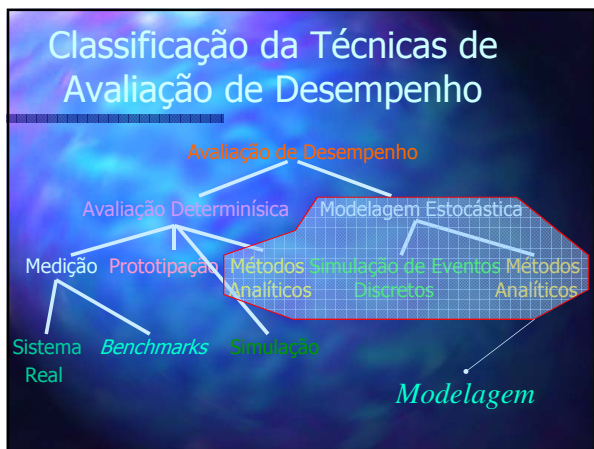 Classificação da Técnicas de
Avaliação de Desempenho
Avaliação de Desempenho
Avaliação Determinísica
Modelagem Estocástica
Medição
Prototipação
Métodos
Analíticos
Simulação de Eventos
Discretos
Métodos
Analíticos
Sistema
Real
Benchmarks
Simulação
Modelagem